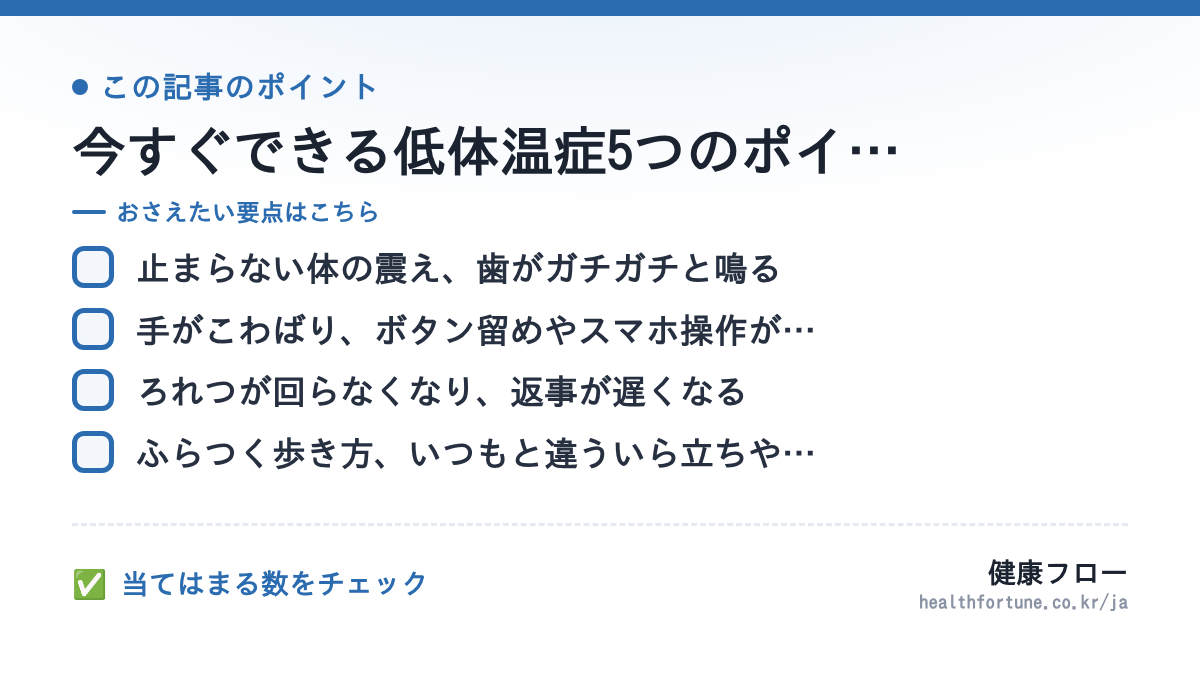 この記事のポイント
今すぐできる低体温症5つのポイ…
おさえたい要点はこちら
止まらない体の震え、歯がガチガチと鳴る
手がこわばり、ボタン留めやスマホ操作が…
ろれつが回らなくなり、返事が遅くなる
ふらつく歩き方、いつもと違ういら立ちや…
✅ 当てはまる数をチェック
健康フロー
healthfortune.co.kr/ja